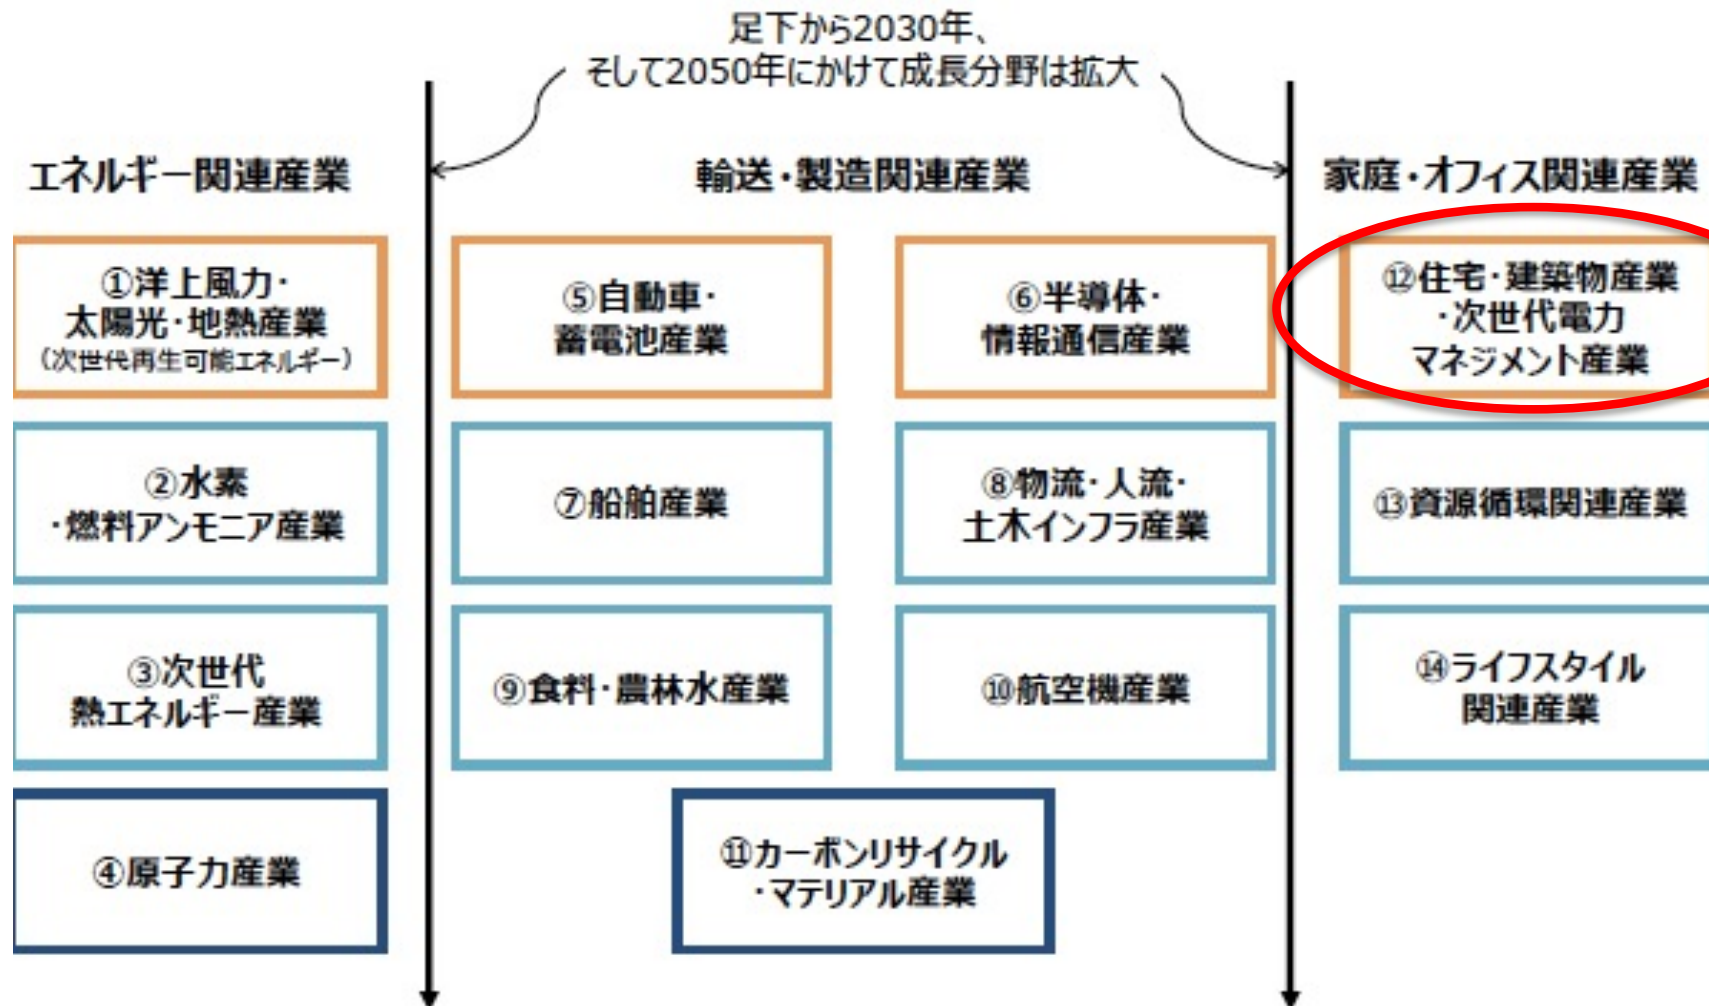 足下から2030年、
そして2050年にかけて成長分野は拡大
エネルギー関連産業
輸送・製造関連産業
家庭・オフィス関連産業
①洋上風力・
太陽光・地熱産業
（次世代再生可能エネルギー）
⑤自動車・
蓄電池産業
⑥半導体・
情報通信産業
⑫住宅・建築物産業
・次世代電力
マネジメント産業
②水素
・燃料アンモニア産業
⑦船舶産業
⑧物流・人流・
土木インフラ産業
⑬資源循環関連産業
③次世代
熱エネルギー産業
⑨食料・農林水産業
⑩航空機産業
⑭ライフスタイル
関連産業
④原子力産業
⑪カーボンリサイクル
・マテリアル産業